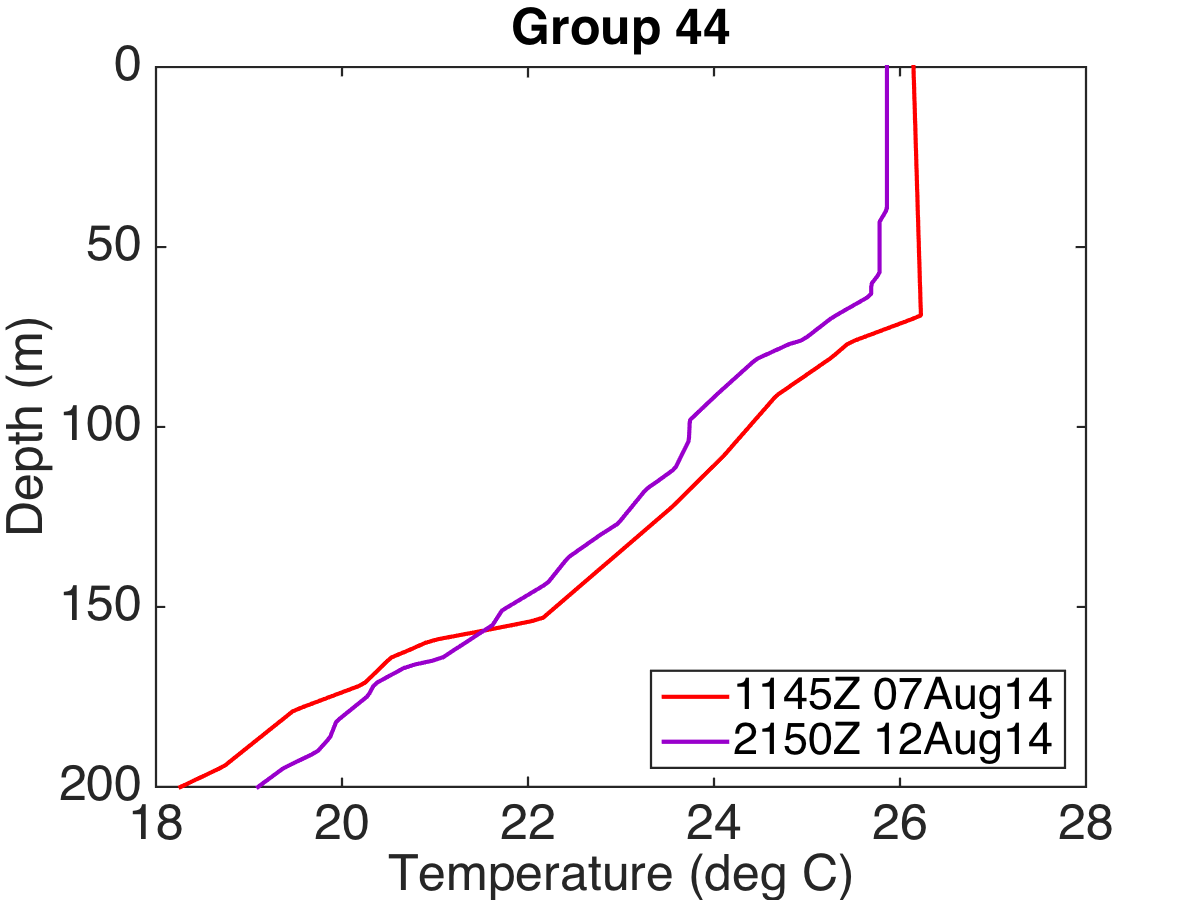 Group 44
0
50
100
150
200
Depth (m)
18 20 22 24 26 28
Temperature (deg C)
1145Z 07Aug14
2150Z 12Aug14